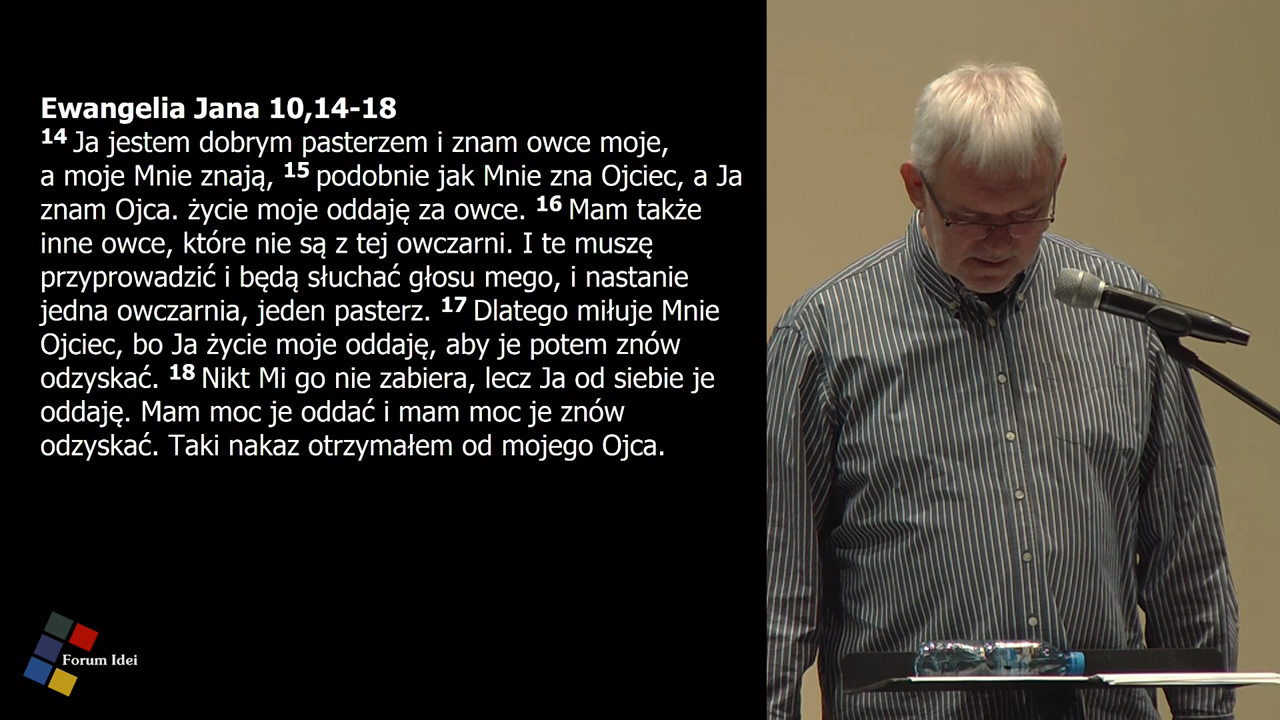 Ewangelia Jana 10,14-18
14 Ja jestem dobrym pasterzem i znam owce moje,
a moje Mnie znają, 15 podobnie jak Mnie zna Ojciec, a Ja
znam Ojca. życie moje oddaję za owce. 16 Mam także
inne owce, które nie są z tej owczarni. I te muszę
przyprowadzić i będą słuchać głosu mego, i nastanie
jedna owczarnia, jeden pasterz. 17 Dlatego miłuje Mnie
Ojciec, bo Ja życie moje oddaję, aby je potem znów
odzyskać. 18 Nikt Mi go nie zabiera, lecz Ja od siebie je
oddaję. Mam moc je oddać i mam moc je znów
odzyskać. Taki nakaz otrzymałem od mojego Ojca.
Forum Idei